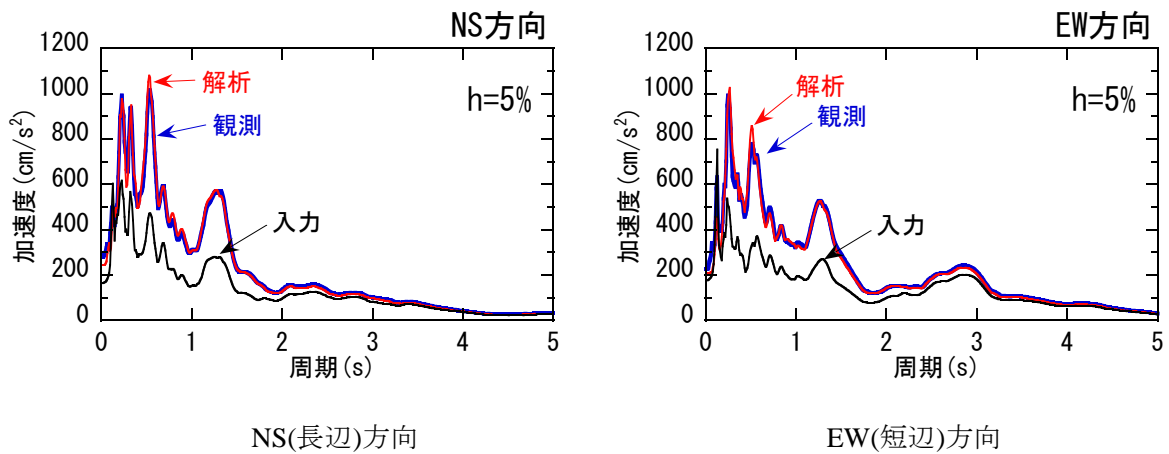 NS方向
1200
1000
800
600
400
200
0
加速度(cm/s²)
h=5%
解析
観測
入力
0 1 2 3 4 5
周期(s)
NS(長辺)方向
EW方向
1200
1000
800
600
400
200
0
加速度(cm/s²)
h=5%
解析
観測
入力
0 1 2 3 4 5
周期(s)
EW(短辺)方向